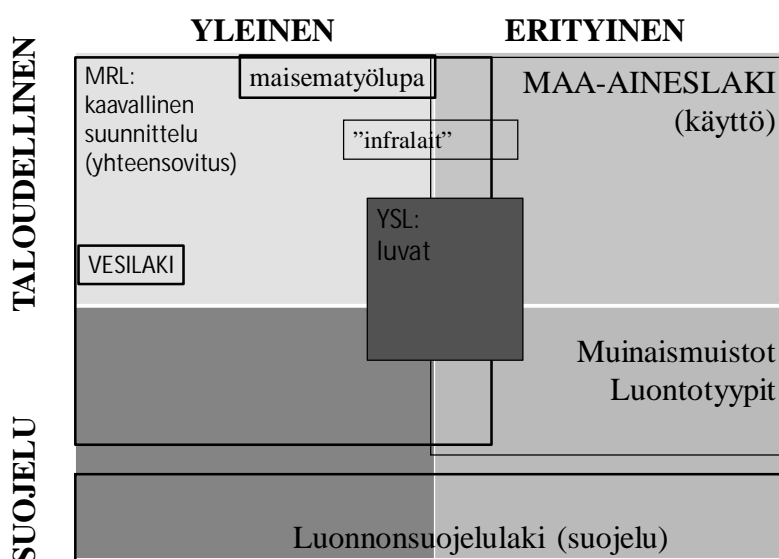 YLEINEN
ERITYINEN
TALOUDELLINEN
SUOJELU
MRL:
kaavallinen
suunnittelu
(yhteensovitus)
maisematyölupa
”infralait”
MAA-AINESLAKI
(käyttö)
YSL:
luvat
VESILAKI
Muinaismuistot
Luontotyypit
Luonnonsuojelulaki (suojelu)